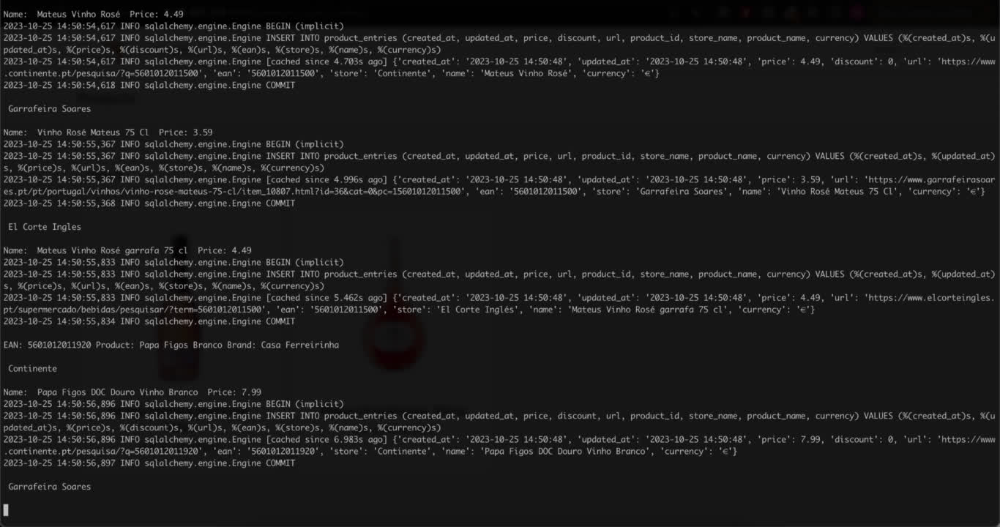 Name:  Mateus Vinho Rosé  Price: 4.49
2023-10-25 14:50:54,617 INFO sqlalchemy.engine.Engine BEGIN (implicit)
2023-10-25 14:50:54,617 INFO sqlalchemy.engine.Engine INSERT INTO product_entries (created_at, updated_at, price, discount, url, product_id, store_name, product_name, currency) VALUES (%(created_at)s, %(u
pdated_at)s, %(price)s, %(discount)s, %(url)s, %(ean)s, %(store)s, %(name)s, %(currency)s)
2023-10-25 14:50:54,617 INFO sqlalchemy.engine.Engine [cached since 4.703s ago] {'created_at': '2023-10-25 14:50:48', 'updated_at': '2023-10-25 14:50:48', 'price': 4.49, 'discount': 0, 'url': 'https://www
.continente.pt/pesquisa/?q=5601012011500', 'ean': '5601012011500', 'store': 'Continente', 'name': 'Mateus Vinho Rosé', 'currency': '€'}
2023-10-25 14:50:54,618 INFO sqlalchemy.engine.Engine COMMIT
Garrafeira Soares
Name:  Vinho Rosé Mateus 75 Cl  Price: 3.59
2023-10-25 14:50:55,367 INFO sqlalchemy.engine.Engine BEGIN (implicit)
2023-10-25 14:50:55,367 INFO sqlalchemy.engine.Engine INSERT INTO product_entries (created_at, updated_at, price, url, product_id, store_name, product_name, currency) VALUES (%(created_at)s, %(updated_at)
s, %(price)s, %(url)s, %(ean)s, %(store)s, %(name)s, %(currency)s)
2023-10-25 14:50:55,367 INFO sqlalchemy.engine.Engine [cached since 4.996s ago] {'created_at': '2023-10-25 14:50:48', 'updated_at': '2023-10-25 14:50:48', 'price': 3.59, 'url': 'https://www.garrafeirasoar
es.pt/pt/portugal/vinhos/vinho-rose-mateus-75-cl/item_10807.html?id=36&cat=0&pc=15601012011500', 'ean': '5601012011500', 'store': 'Garrafeira Soares', 'name': 'Vinho Rosé Mateus 75 Cl', 'currency': '€'}
2023-10-25 14:50:55,368 INFO sqlalchemy.engine.Engine COMMIT
El Corte Ingles
Name:  Mateus Vinho Rosé garrafa 75 cl  Price: 4.49
2023-10-25 14:50:55,833 INFO sqlalchemy.engine.Engine BEGIN (implicit)
2023-10-25 14:50:55,833 INFO sqlalchemy.engine.Engine INSERT INTO product_entries (created_at, updated_at, price, url, product_id, store_name, product_name, currency) VALUES (%(created_at)s, %(updated_at)
s, %(price)s, %(url)s, %(ean)s, %(store)s, %(name)s, %(currency)s)
2023-10-25 14:50:55,833 INFO sqlalchemy.engine.Engine [cached since 5.462s ago] {'created_at': '2023-10-25 14:50:48', 'updated_at': '2023-10-25 14:50:48', 'price': 4.49, 'url': 'https://www.elcorteingles.
pt/supermercado/bebidas/pesquisar/?term=5601012011500', 'ean': '5601012011500', 'store': 'El Corte Inglés', 'name': 'Mateus Vinho Rosé garrafa 75 cl', 'currency': '€'}
2023-10-25 14:50:55,834 INFO sqlalchemy.engine.Engine COMMIT
EAN: 5601012011920 Product: Papa Figos Branco Brand: Casa Ferreirinha
Continente
Name:  Papa Figos DOC Douro Vinho Branco  Price: 7.99
2023-10-25 14:50:56,896 INFO sqlalchemy.engine.Engine BEGIN (implicit)
2023-10-25 14:50:56,896 INFO sqlalchemy.engine.Engine INSERT INTO product_entries (created_at, updated_at, price, discount, url, product_id, store_name, product_name, currency) VALUES (%(created_at)s, %(u
pdated_at)s, %(price)s, %(discount)s, %(url)s, %(ean)s, %(store)s, %(name)s, %(currency)s)
2023-10-25 14:50:56,896 INFO sqlalchemy.engine.Engine [cached since 6.983s ago] {'created_at': '2023-10-25 14:50:48', 'updated_at': '2023-10-25 14:50:48', 'price': 7.99, 'discount': 0, 'url': 'https://www
.continente.pt/pesquisa/?q=5601012011920', 'ean': '5601012011920', 'store': 'Continente', 'name': 'Papa Figos DOC Douro Vinho Branco', 'currency': '€'}
2023-10-25 14:50:56,897 INFO sqlalchemy.engine.Engine COMMIT
Garrafeira Soares